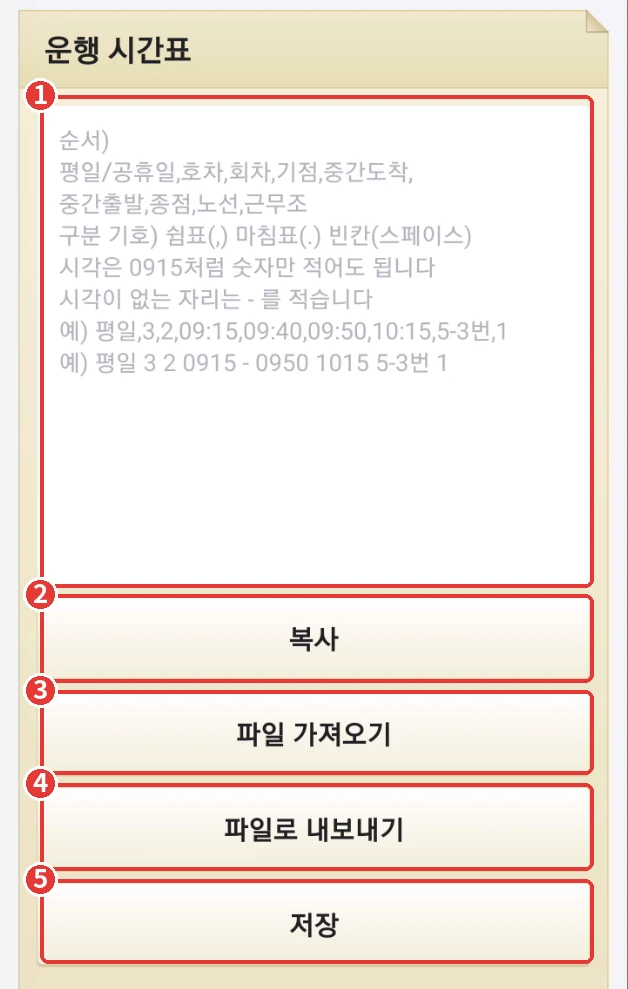 운행 시간표
1
순서)
평일/공휴일,호차,회차,기점,중간도착,
중간출발,종점,노선,근무조
구분 기호) 쉼표(,) 마침표(.) 빈칸(스페이스)
시각은 0915처럼 숫자만 적어도 됩니다
시각이 없는 자리는 - 를 적습니다
예) 평일,3,2,09:15,09:40,09:50,10:15,5-3번,1
예) 평일 3 2 0915 - 0950 1015 5-3번 1
2
복사
3
파일 가져오기
4
파일로 내보내기
5
저장